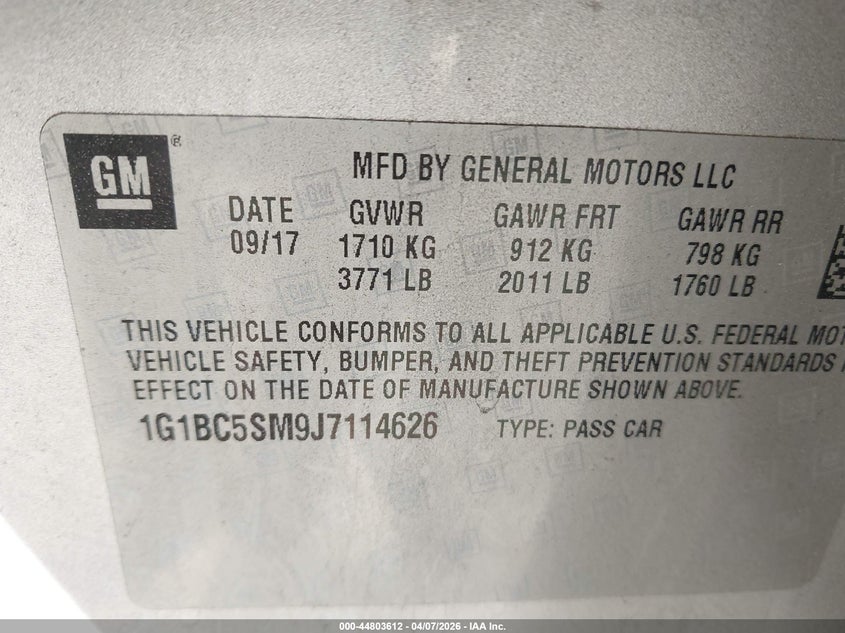 GM ®
MFD BY GENERAL MOTORS LLC
DATE GVWR GAWR FRT GAWR RR
09/17 1710 KG 912 KG 798 KG
3771 LB 2011 LB 1760 LB
THIS VEHICLE CONFORMS TO ALL APPLICABLE U.S. FEDERAL MOT
VEHICLE SAFETY, BUMPER, AND THEFT PREVENTION STANDARDS
EFFECT ON THE DATE OF MANUFACTURE SHOWN ABOVE.
1G1BC5SM9J7114626 TYPE: PASS CAR
000-44803612 - 04/07/2026 - IAA Inc.